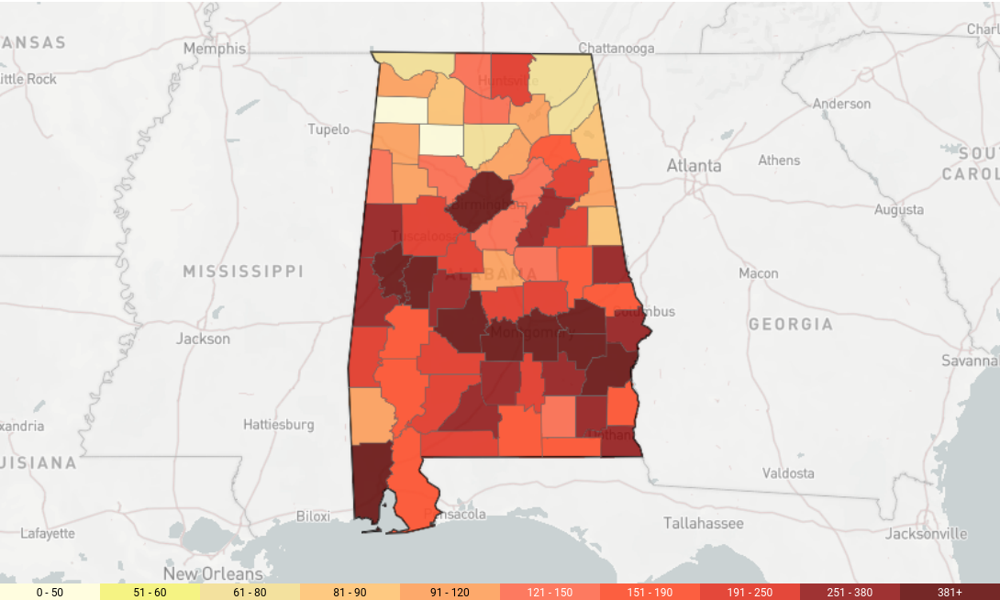 ANSAS
Memphis
Chattanooga
Charl
ittle Rock
Huntsville
Anderson
Tupelo
SOU
CAROL
Atlanta
Athens
Birmingham
Augusta
Tuscaloosa
MISSISSIPPI
ALABAMA
Macon
Columbus
GEORGIA
Montgomery
Jackson
Savanna
xandria
Hattiesburg
Dothan
UISIANA
Valdosta
Biloxi
Pensacola
Tallahassee
Lafayette
Jacksonville
New Orleans
0 - 50 51 - 60 61 - 80 81 - 90 91 - 120 121 - 150 151 - 190 191 - 250 251 - 380 381+